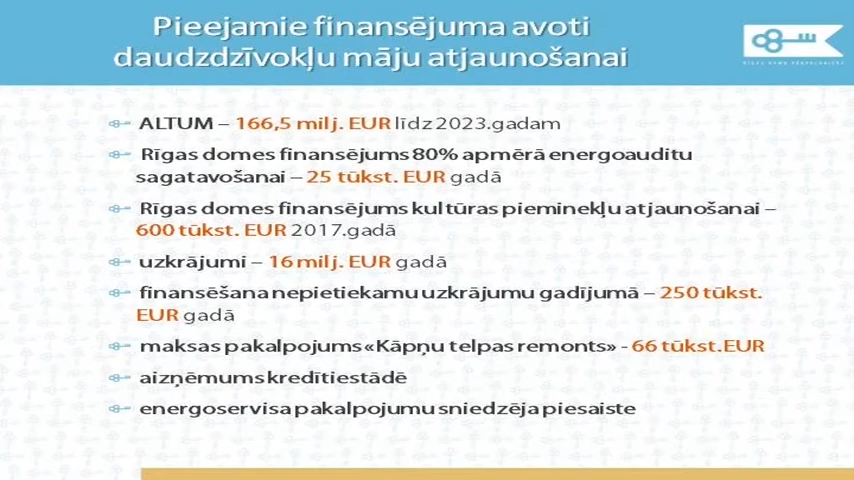 Pieejamie finansējuma avoti
daudzdzīvokļu māju atjaunošanai
ALTUM – 166,5 milj. EUR līdz 2023.gadam
Rīgas domes finansējums 80% apmērā energoauditu
sagatavošanai – 25 tūkst. EUR gadā
Rīgas domes finansējums kultūras pieminekļu atjaunošanai –
600 tūkst. EUR 2017.gadā
uzkrājumi – 16 milj. EUR gadā
finansēšana nepietiekamu uzkrājumu gadījumā – 250 tūkst.
EUR gadā
maksas pakalpojums «Kāpņu telpas remonts» - 66 tūkst.EUR
aizņēmums kredītiestādē
energoservisa pakalpojumu sniedzēja piesaiste